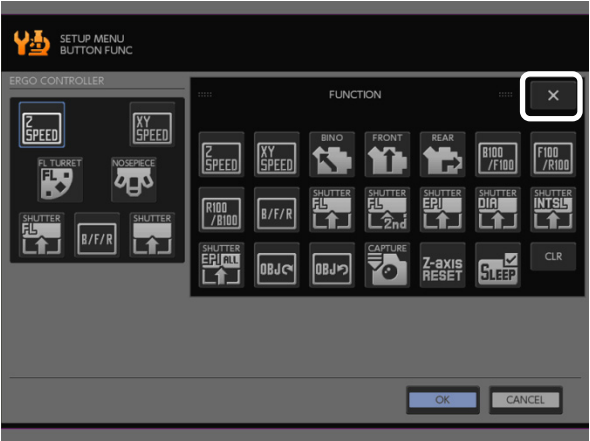 SETUP MENU
BUTTON FUNC
ERGO CONTROLLER
Z SPEED
XY SPEED
FL TURRET
FL
NOSEPIECE
SHUTTER
FL
B/F/R
SHUTTER
FUNCTION
×
Z SPEED
XY SPEED
BINO
FRONT
REAR
B100
/F100
F100
/R100
R100
/B100
B/F/R
SHUTTER
FL
SHUTTER
FL
2nd
SHUTTER
EPI
SHUTTER
DIA
SHUTTER
INTSL
SHUTTER
EPI ALL
OBJ
OBJ
CAPTURE
Z-axis
RESET
SLEEP
CLR
OK
CANCEL